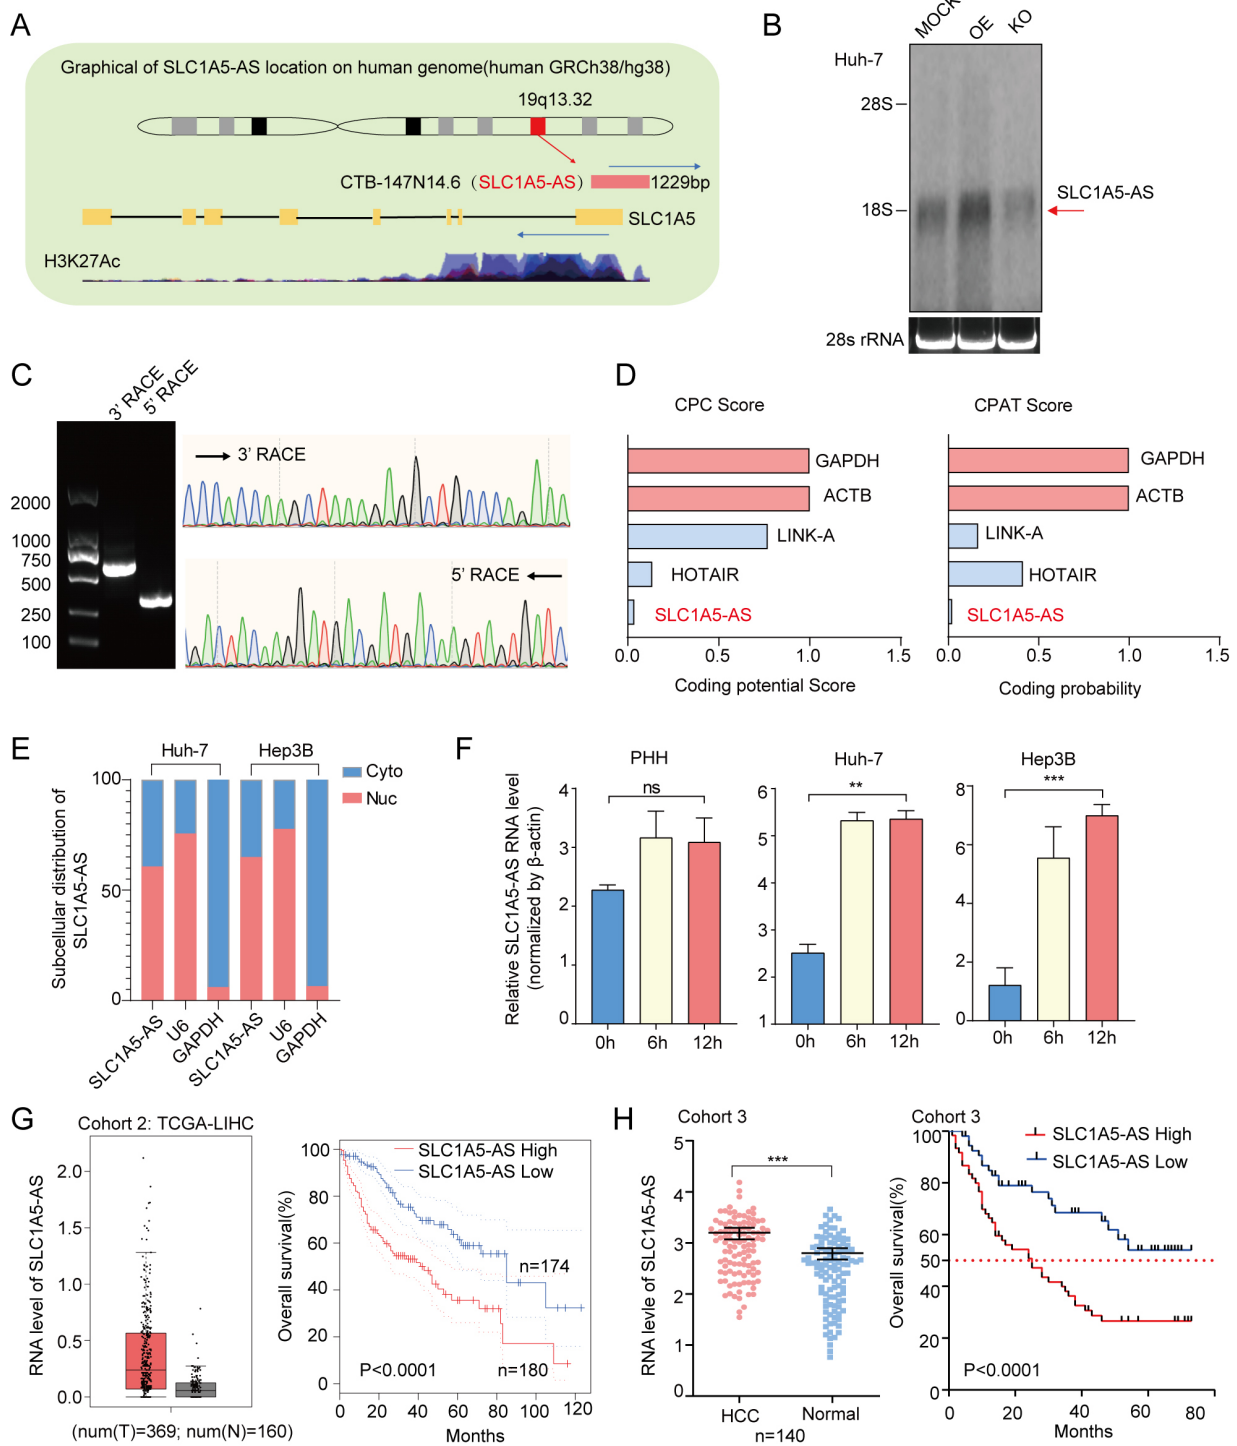 A
Graphical of SLC1A5-AS location on human genome(human GRCh38/hg38)
19q13.32
CTB-147N14.6 (SLC1A5-AS)
1229bp
SLC1A5
H3K27Ac
B
MOCK
OE
KO
Huh-7
28S
18S
SLC1A5-AS
28s rRNA
C
3' RACE
5' RACE
2000
1000
750
500
250
100
3' RACE
5' RACE
D
CPC Score
GAPDH
ACTB
LINK-A
HOTAIR
SLC1A5-AS
0.0 0.5 1.0 1.5
Coding potential Score
CPAT Score
GAPDH
ACTB
LINK-A
HOTAIR
SLC1A5-AS
0.0 0.5 1.0 1.5
Coding probability
E
Huh-7
Hep3B
Cyto
Nuc
Subcellular distribution of
SLC1A5-AS
100
50
0
SLC1A5-AS
U6
GAPDH
SLC1A5-AS
U6
GAPDH
F
Relative SLC1A5-AS RNA level
(normalized by β-actin)
PHH
ns
4
3
2
1
0
0h 6h 12h
Huh-7
**
6
5
4
3
2
1
0h 6h 12h
Hep3B
***
8
6
4
2
0
0h 6h 12h
G
Cohort 2: TCGA-LIHC
RNA level of SLC1A5-AS
2.0
1.5
1.0
0.5
0.0
(num(T)=369; num(N)=160)
Overall survival(%)
100
80
60
40
20
0
SLC1A5-AS High
SLC1A5-AS Low
n=174
P<0.0001
n=180
0 20 40 60 80 100 120
Months
H
Cohort 3
RNA levle of SLC1A5-AS
5
4
3
2
1
0
***
HCC
Normal
n=140
Cohort 3
Overall survival(%)
100
80
60
50
40
20
0
SLC1A5-AS High
SLC1A5-AS Low
P<0.0001
0 20 40 60 80
Months